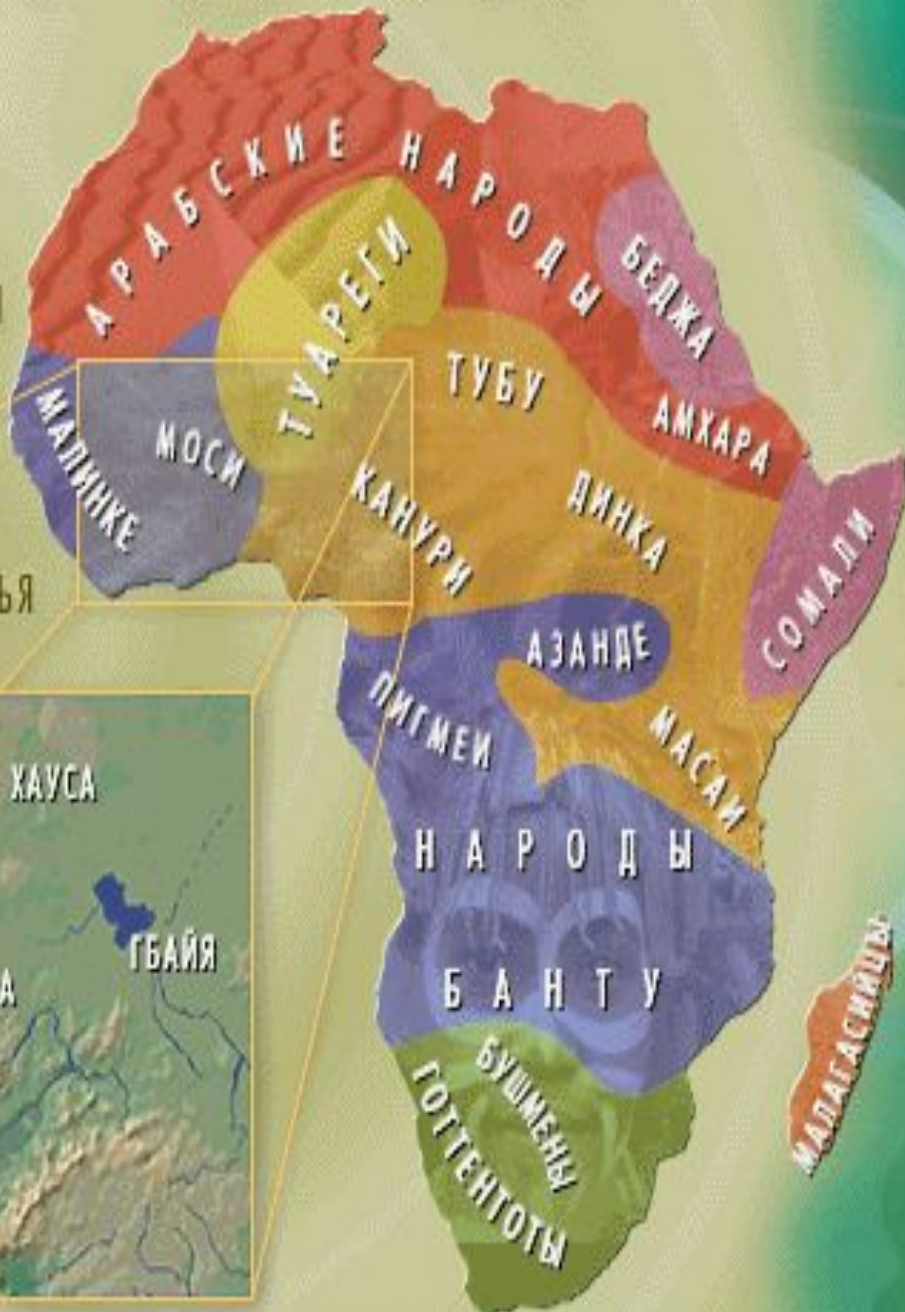 АРАБСКИЕ НАРОДЫ
БЕДЖА
ТУАРЕГИ
ТУБУ
АМХАРА
МАЛИНКЕ
МОСИ
КАНУРИ
ДИНКА
СОМАЛИ
АЗАНДЕ
ПИГМЕИ
МАСАИ
ХАУСА
НАРОДЫ
ГБАЙЯ
БАНТУ
МАЛАГАСИЙЦЫ
БУШМЕНЫ
ГОТТЕНТОТЫ